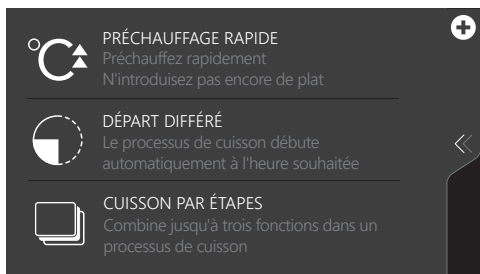 PRÉCHAUFFAGE RAPIDE
Préchauffez rapidement
N'introduisez pas encore de plat
DÉPART DIFFÉRÉ
Le processus de cuisson débute
automatiquement à l'heure souhaitée
CUISSON PAR ÉTAPES
Combine jusqu'à trois fonctions dans un
processus de cuisson